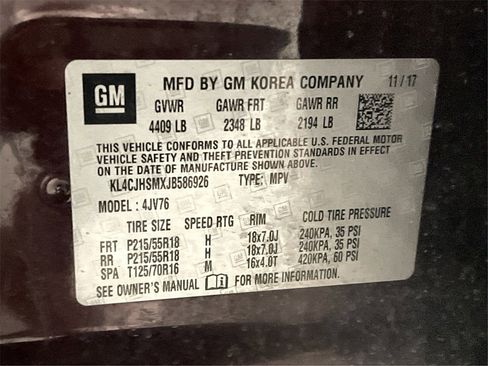 GM
MFD BY GM KOREA COMPANY 11/17
GVWR GAWR FRT GAWR RR
4409 LB 2348 LB 2194 LB
THIS VEHICLE CONFORMS TO ALL APPLICABLE U.S. FEDERAL MOTOR
VEHICLE SAFETY AND THEFT PREVENTION STANDARDS IN EFFECT
ON THE DATE OF MANUFACTURE SHOWN ABOVE.
KL4CJHSMXJB586926 TYPE: MPV
MODEL: 4JV76
TIRE SIZE SPEED RTG RIM COLD TIRE PRESSURE
FRT P215/55R18 H 18x7.0J 240KPA, 35 PSI
RR P215/55R18 H 18x7.0J 240KPA, 35 PSI
SPA T125/70R16 M 16x4.0T 420KPA, 60 PSI
SEE OWNER'S MANUAL FOR MORE INFORMATION.